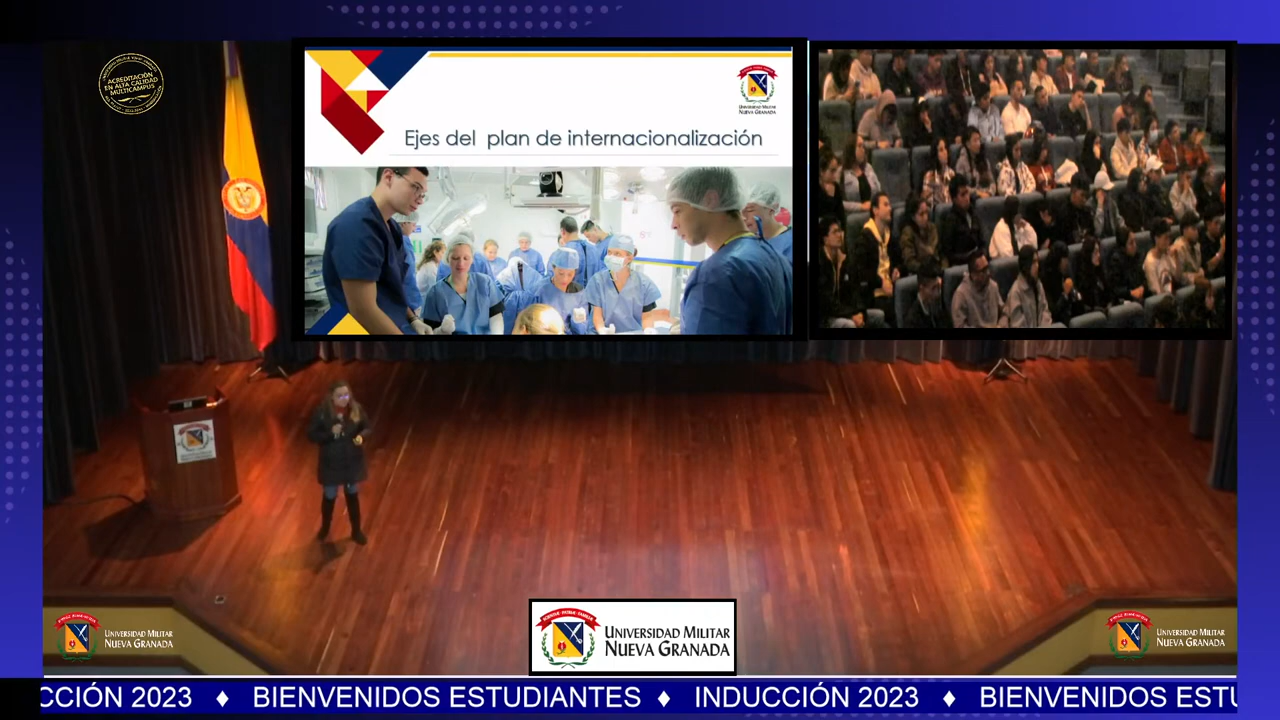 ACREDITACIÓN
EN ALTA CALIDAD
MULTICAMPUS
Ejes del plan de internacionalización
UNIVERSIDAD MILITAR
NUEVA GRANADA
UNIVERSIDAD MILITAR
NUEVA GRANADA
UNIVERSIDAD MILITAR
NUEVA GRANADA
UNIVERSIDAD MILITAR
NUEVA GRANADA
CCIÓN 2023 ♦ BIENVENIDOS ESTUDIANTES ♦ INDUCCIÓN 2023 ♦ BIENVENIDOS ESTU